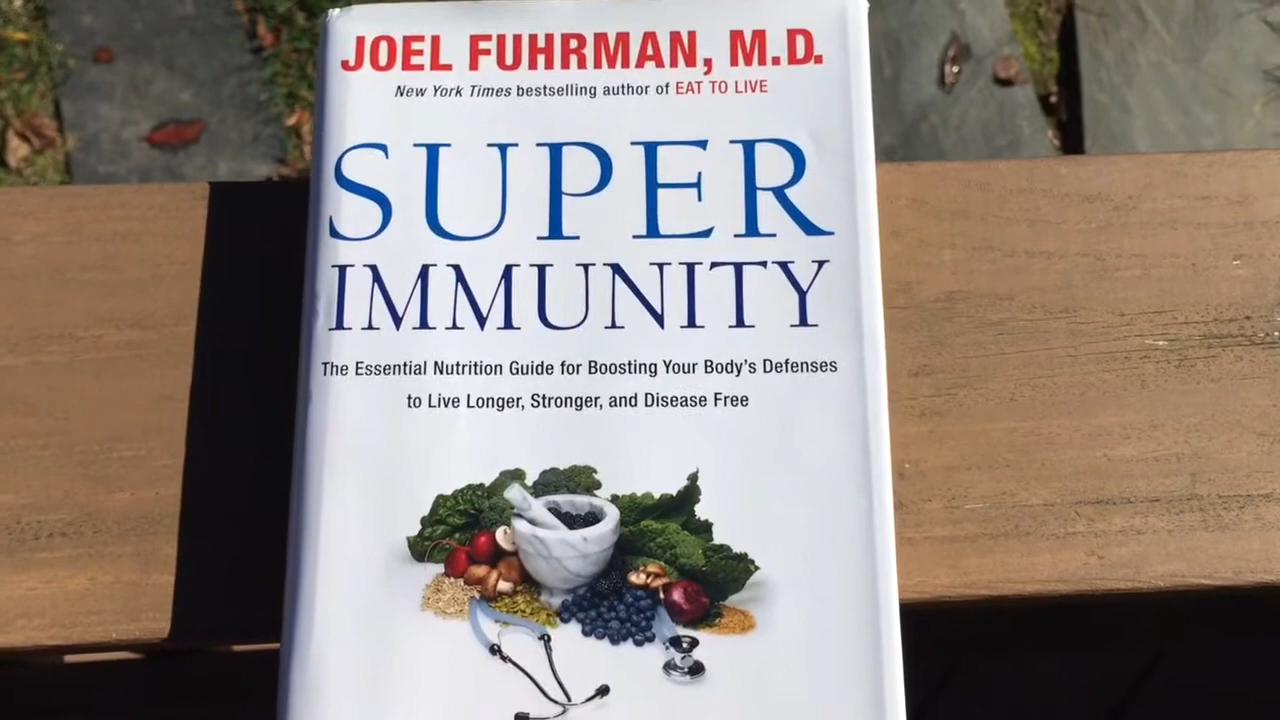 JOEL FUHRMAN, M.D.
New York Times bestselling author of EAT TO LIVE
SUPER
IMMUNITY
The Essential Nutrition Guide for Boosting Your Body's Defenses
to Live Longer, Stronger, and Disease Free